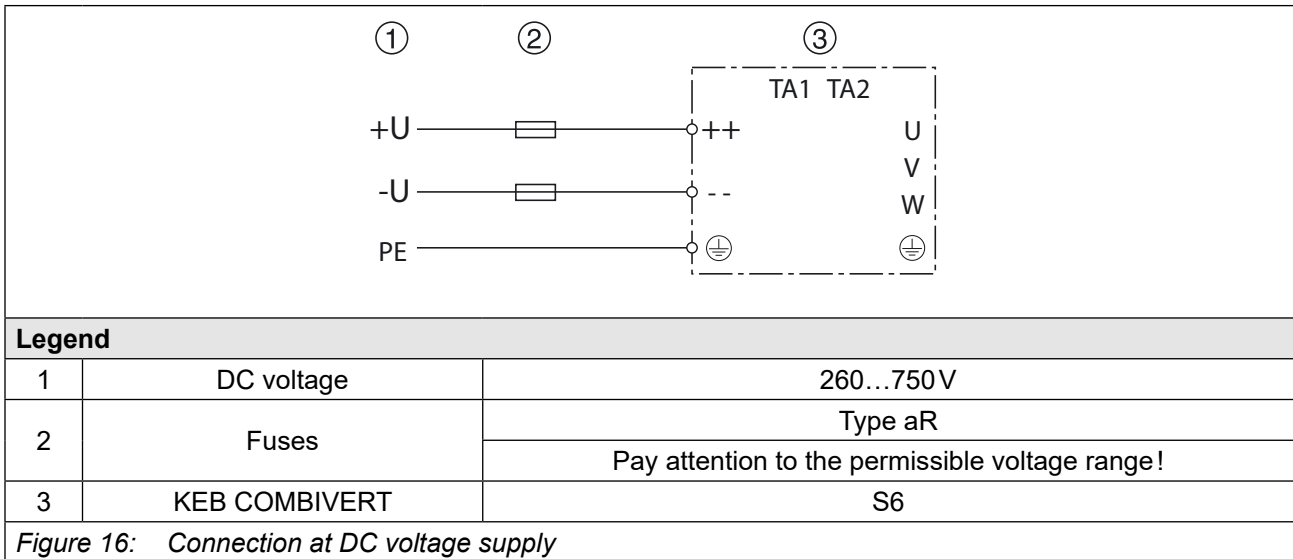 ① ② ③
TA1 TA2
+U ++ U
V
-U -- W
PE
Legend
1 DC voltage 260…750 V
2 Fuses Type aR
Pay attention to the permissible voltage range!
3 KEB COMBIVERT S6
Figure 16: Connection at DC voltage supply